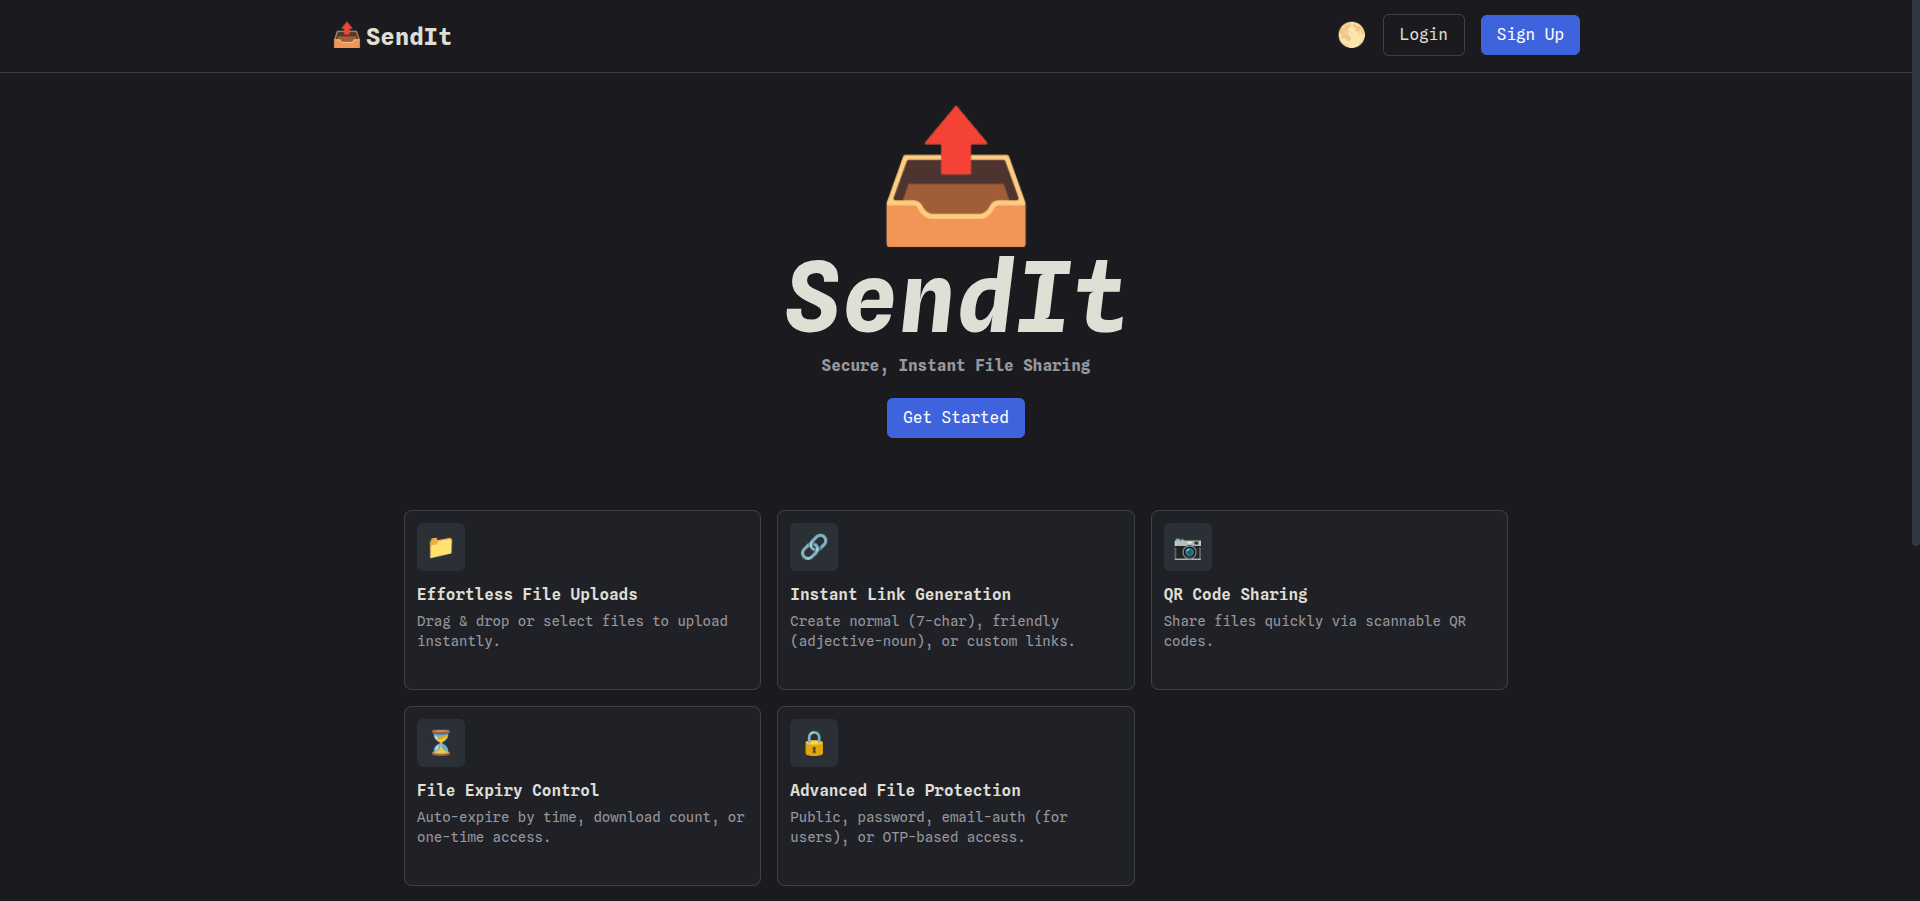 SendIt
Login
Sign Up
SendIt
Secure, Instant File Sharing
Get Started
Effortless File Uploads
Drag & drop or select files to upload
instantly.
Instant Link Generation
Create normal (7-char), friendly
(adjective-noun), or custom links.
QR Code Sharing
Share files quickly via scannable QR
codes.
File Expiry Control
Auto-expire by time, download count, or
one-time access.
Advanced File Protection
Public, password, email-auth (for
users), or OTP-based access.